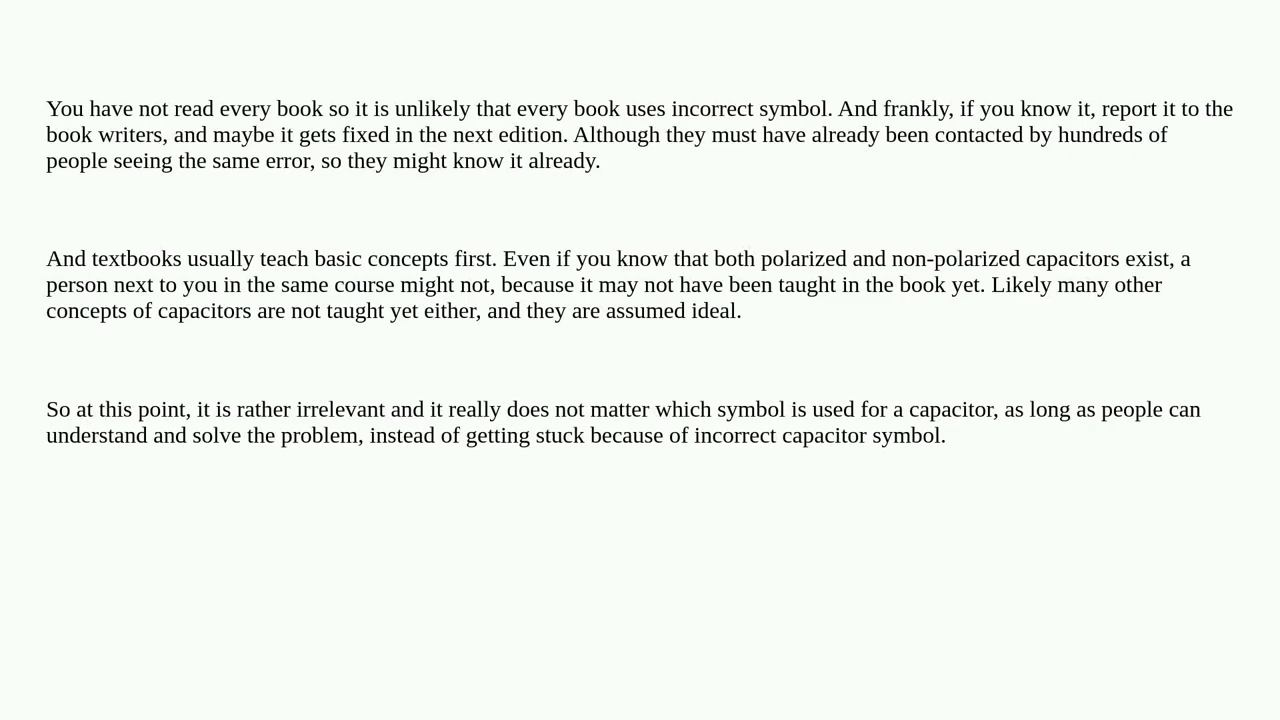 You have not read every book so it is unlikely that every book uses incorrect symbol. And frankly, if you know it, report it to the
book writers, and maybe it gets fixed in the next edition. Although they must have already been contacted by hundreds of
people seeing the same error, so they might know it already.
And textbooks usually teach basic concepts first. Even if you know that both polarized and non-polarized capacitors exist, a
person next to you in the same course might not, because it may not have been taught in the book yet. Likely many other
concepts of capacitors are not taught yet either, and they are assumed ideal.
So at this point, it is rather irrelevant and it really does not matter which symbol is used for a capacitor, as long as people can
understand and solve the problem, instead of getting stuck because of incorrect capacitor symbol.